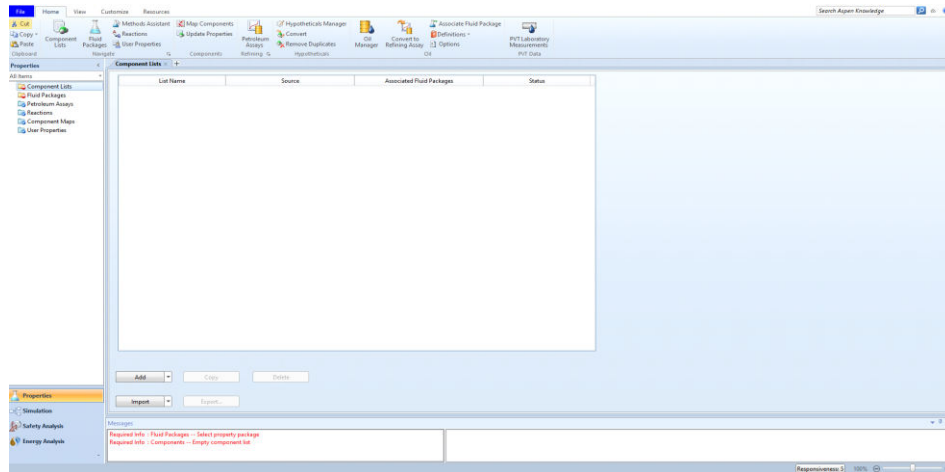 File Home View Customize Resources Search Aspen Knowledge
Cut
Copy
Paste
Clipboard
Component Lists
Fluid Packages
Methods Assistant
Reactions
User Properties
Navigate
Map Components
Update Properties
Components
Petroleum Assays
Refining
Hypotheticals Manager
Convert
Remove Duplicates
Hypotheticals
Oil Manager
Convert to Refining Assay
Associate Fluid Package
Definitions
Options
Oil
PVT Laboratory Measurements
PVT Data
Properties
All Items
Component Lists
Fluid Packages
Petroleum Assays
Reactions
Component Maps
User Properties
Component Lists
List Name Source Associated Fluid Packages Status
Add Copy Delete
Import Export...
Properties
Simulation
Safety Analysis
Energy Analysis
Messages
Required Info : Fluid Packages -- Select property package
Required Info : Components -- Empty component list
Responsiveness: 100%